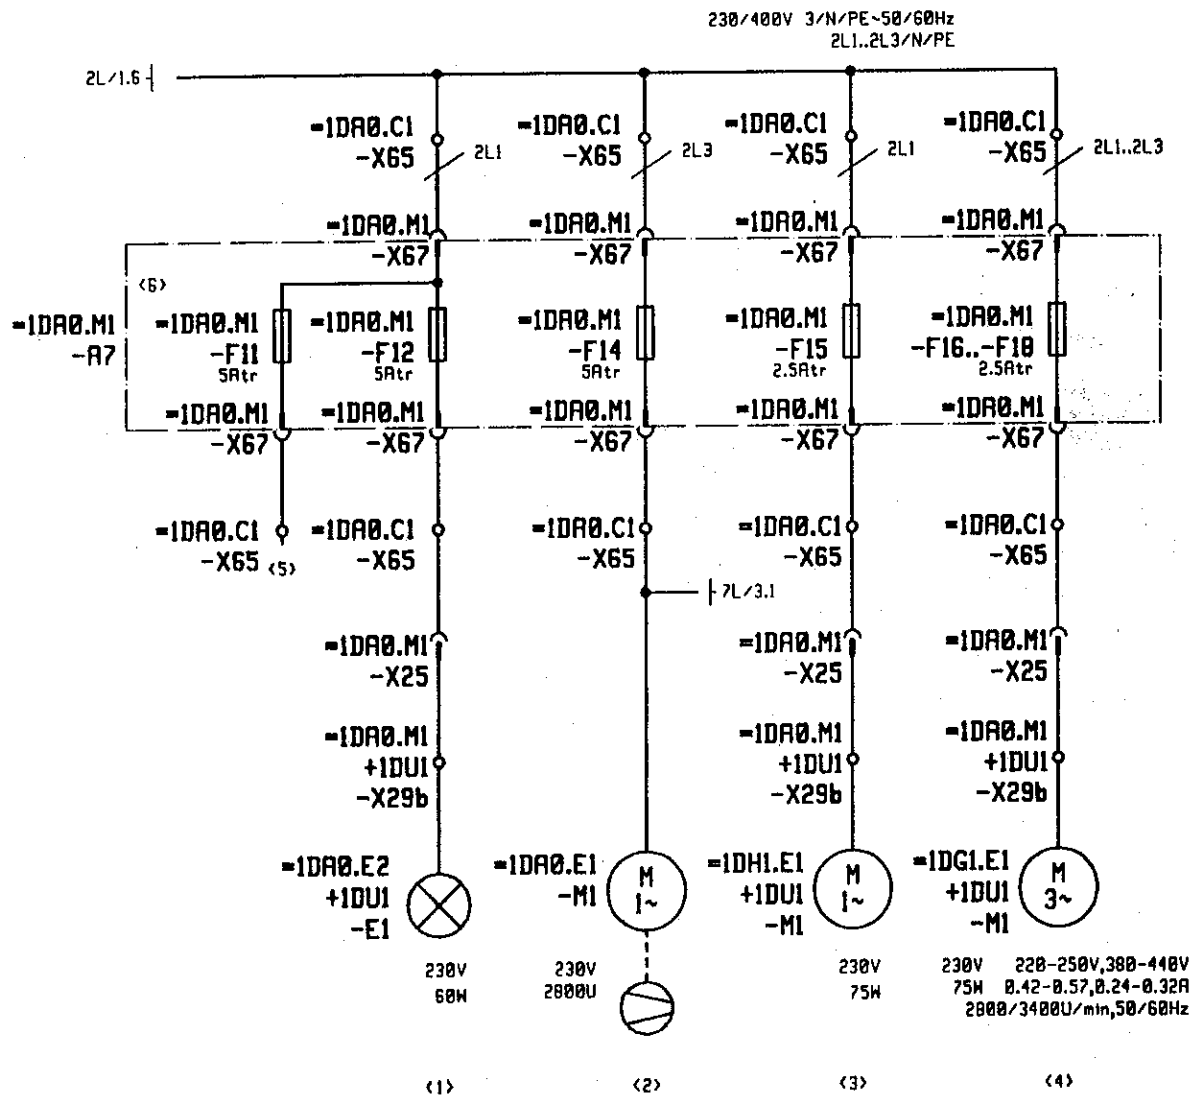 230/400V 3/N/PE~50/60Hz
2L1..2L3/N/PE
2L/1.6
=1DA0.C1
-X65
2L1
=1DA0.C1
-X65
2L3
=1DA0.C1
-X65
2L1
=1DA0.C1
-X65
2L1..2L3
=1DA0.M1
-X67
=1DA0.M1
-X67
=1DA0.M1
-X67
=1DA0.M1
-X67
<6>
=1DA0.M1
-A7
=1DA0.M1
-F11
5Atr
=1DA0.M1
-F12
5Atr
=1DA0.M1
-F14
5Atr
=1DA0.M1
-F15
2.5Atr
=1DA0.M1
-F16..-F18
2.5Atr
=1DA0.M1
-X67
=1DA0.M1
-X67
=1DA0.M1
-X67
=1DA0.M1
-X67
=1DA0.M1
-X67
=1DA0.C1
-X65
<5>
=1DA0.C1
-X65
=1DA0.C1
-X65
=1DA0.C1
-X65
=1DA0.C1
-X65
7L/3.1
=1DA0.M1
-X25
=1DA0.M1
-X25
=1DA0.M1
-X25
=1DA0.M1
+1DU1
-X29b
=1DA0.M1
+1DU1
-X29b
=1DA0.M1
+1DU1
-X29b
=1DA0.E2
+1DU1
-E1
=1DA0.E1
-M1
M
1~
=1DH1.E1
+1DU1
-M1
M
1~
=1DG1.E1
+1DU1
-M1
M
3~
230V
60W
230V
2800U
230V
75W
230V
75W
220-250V,380-440V
0.42-0.57,0.24-0.32A
2800/3400U/min,50/60Hz
<1>
<2>
<3>
<4>